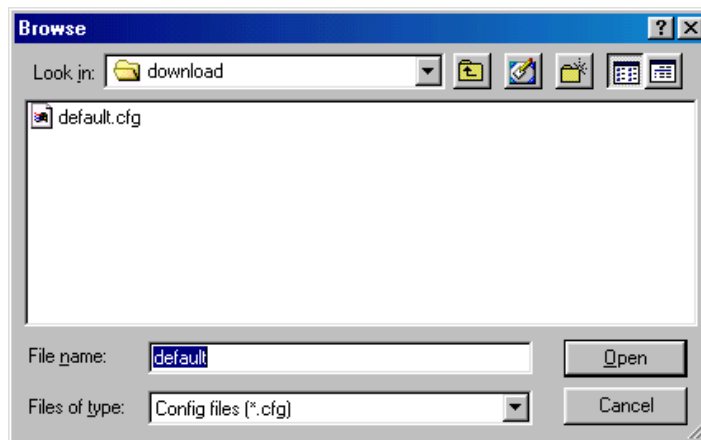 Browse
Look in: download
default.cfg
File name: default Open
Files of type: Config files (*.cfg) Cancel